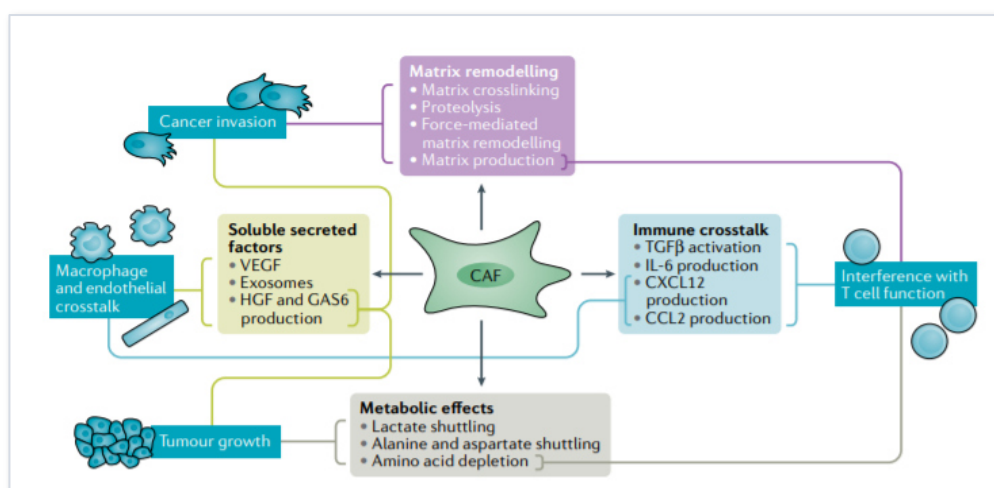 Matrix remodelling
• Matrix crosslinking
• Proteolysis
• Force-mediated
matrix remodelling
• Matrix production
Cancer invasion
Soluble secreted
factors
• VEGF
• Exosomes
• HGF and GAS6
production
Macrophage
and endothelial
crosstalk
CAF
Immune crosstalk
• TGFβ activation
• IL-6 production
• CXCL12
production
• CCL2 production
Interference with
T cell function
Metabolic effects
• Lactate shuttling
• Alanine and aspartate shuttling
• Amino acid depletion
Tumour growth